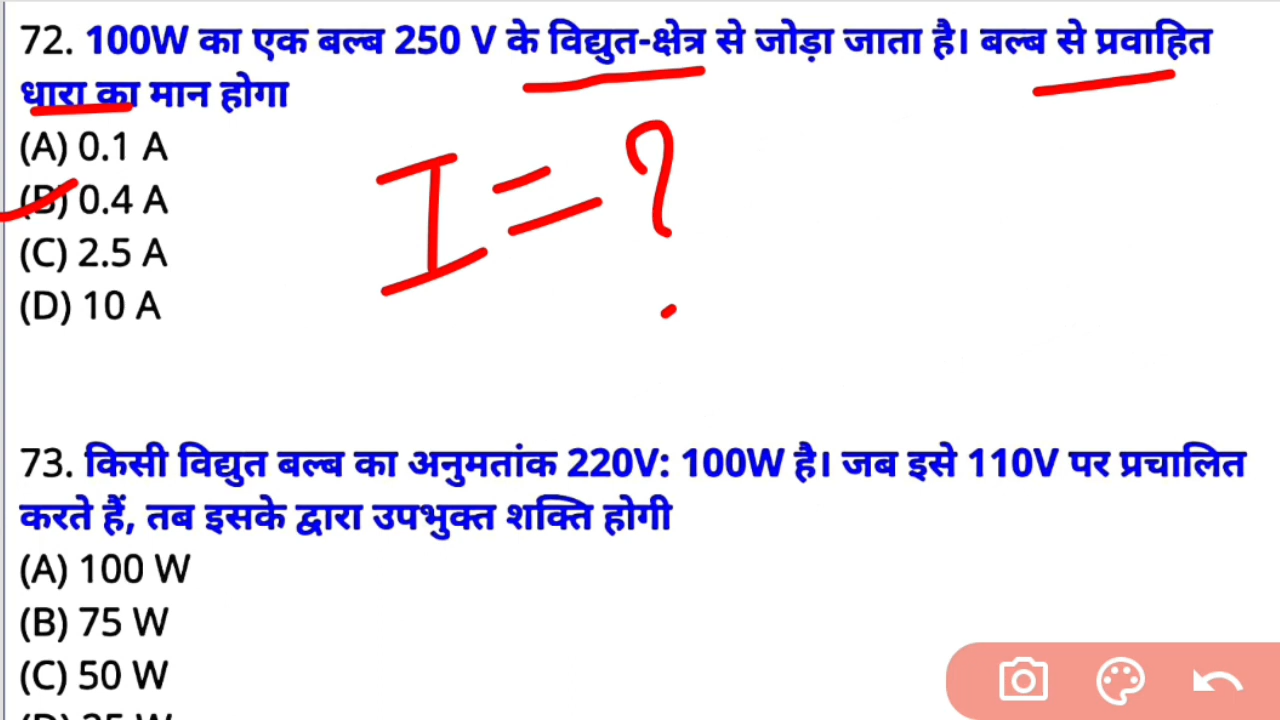 72. 100W का एक बल्ब 250 V के विद्युत-क्षेत्र से जोड़ा जाता है। बल्ब से प्रवाहित
धारा का मान होगा
(A) 0.1 A
(B) 0.4 A
(C) 2.5 A
(D) 10 A
I = ?
73. किसी विद्युत बल्ब का अनुमतांक 220V: 100W है। जब इसे 110V पर प्रचालित
करते हैं, तब इसके द्वारा उपभुक्त शक्ति होगी
(A) 100 W
(B) 75 W
(C) 50 W